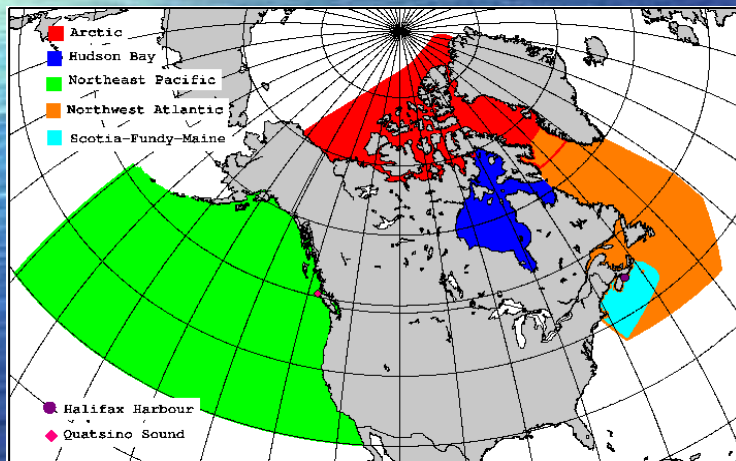 Arctic
Hudson Bay
Northeast Pacific
Northwest Atlantic
Scotia-Fundy-Maine
Halifax Harbour
Quatsino Sound